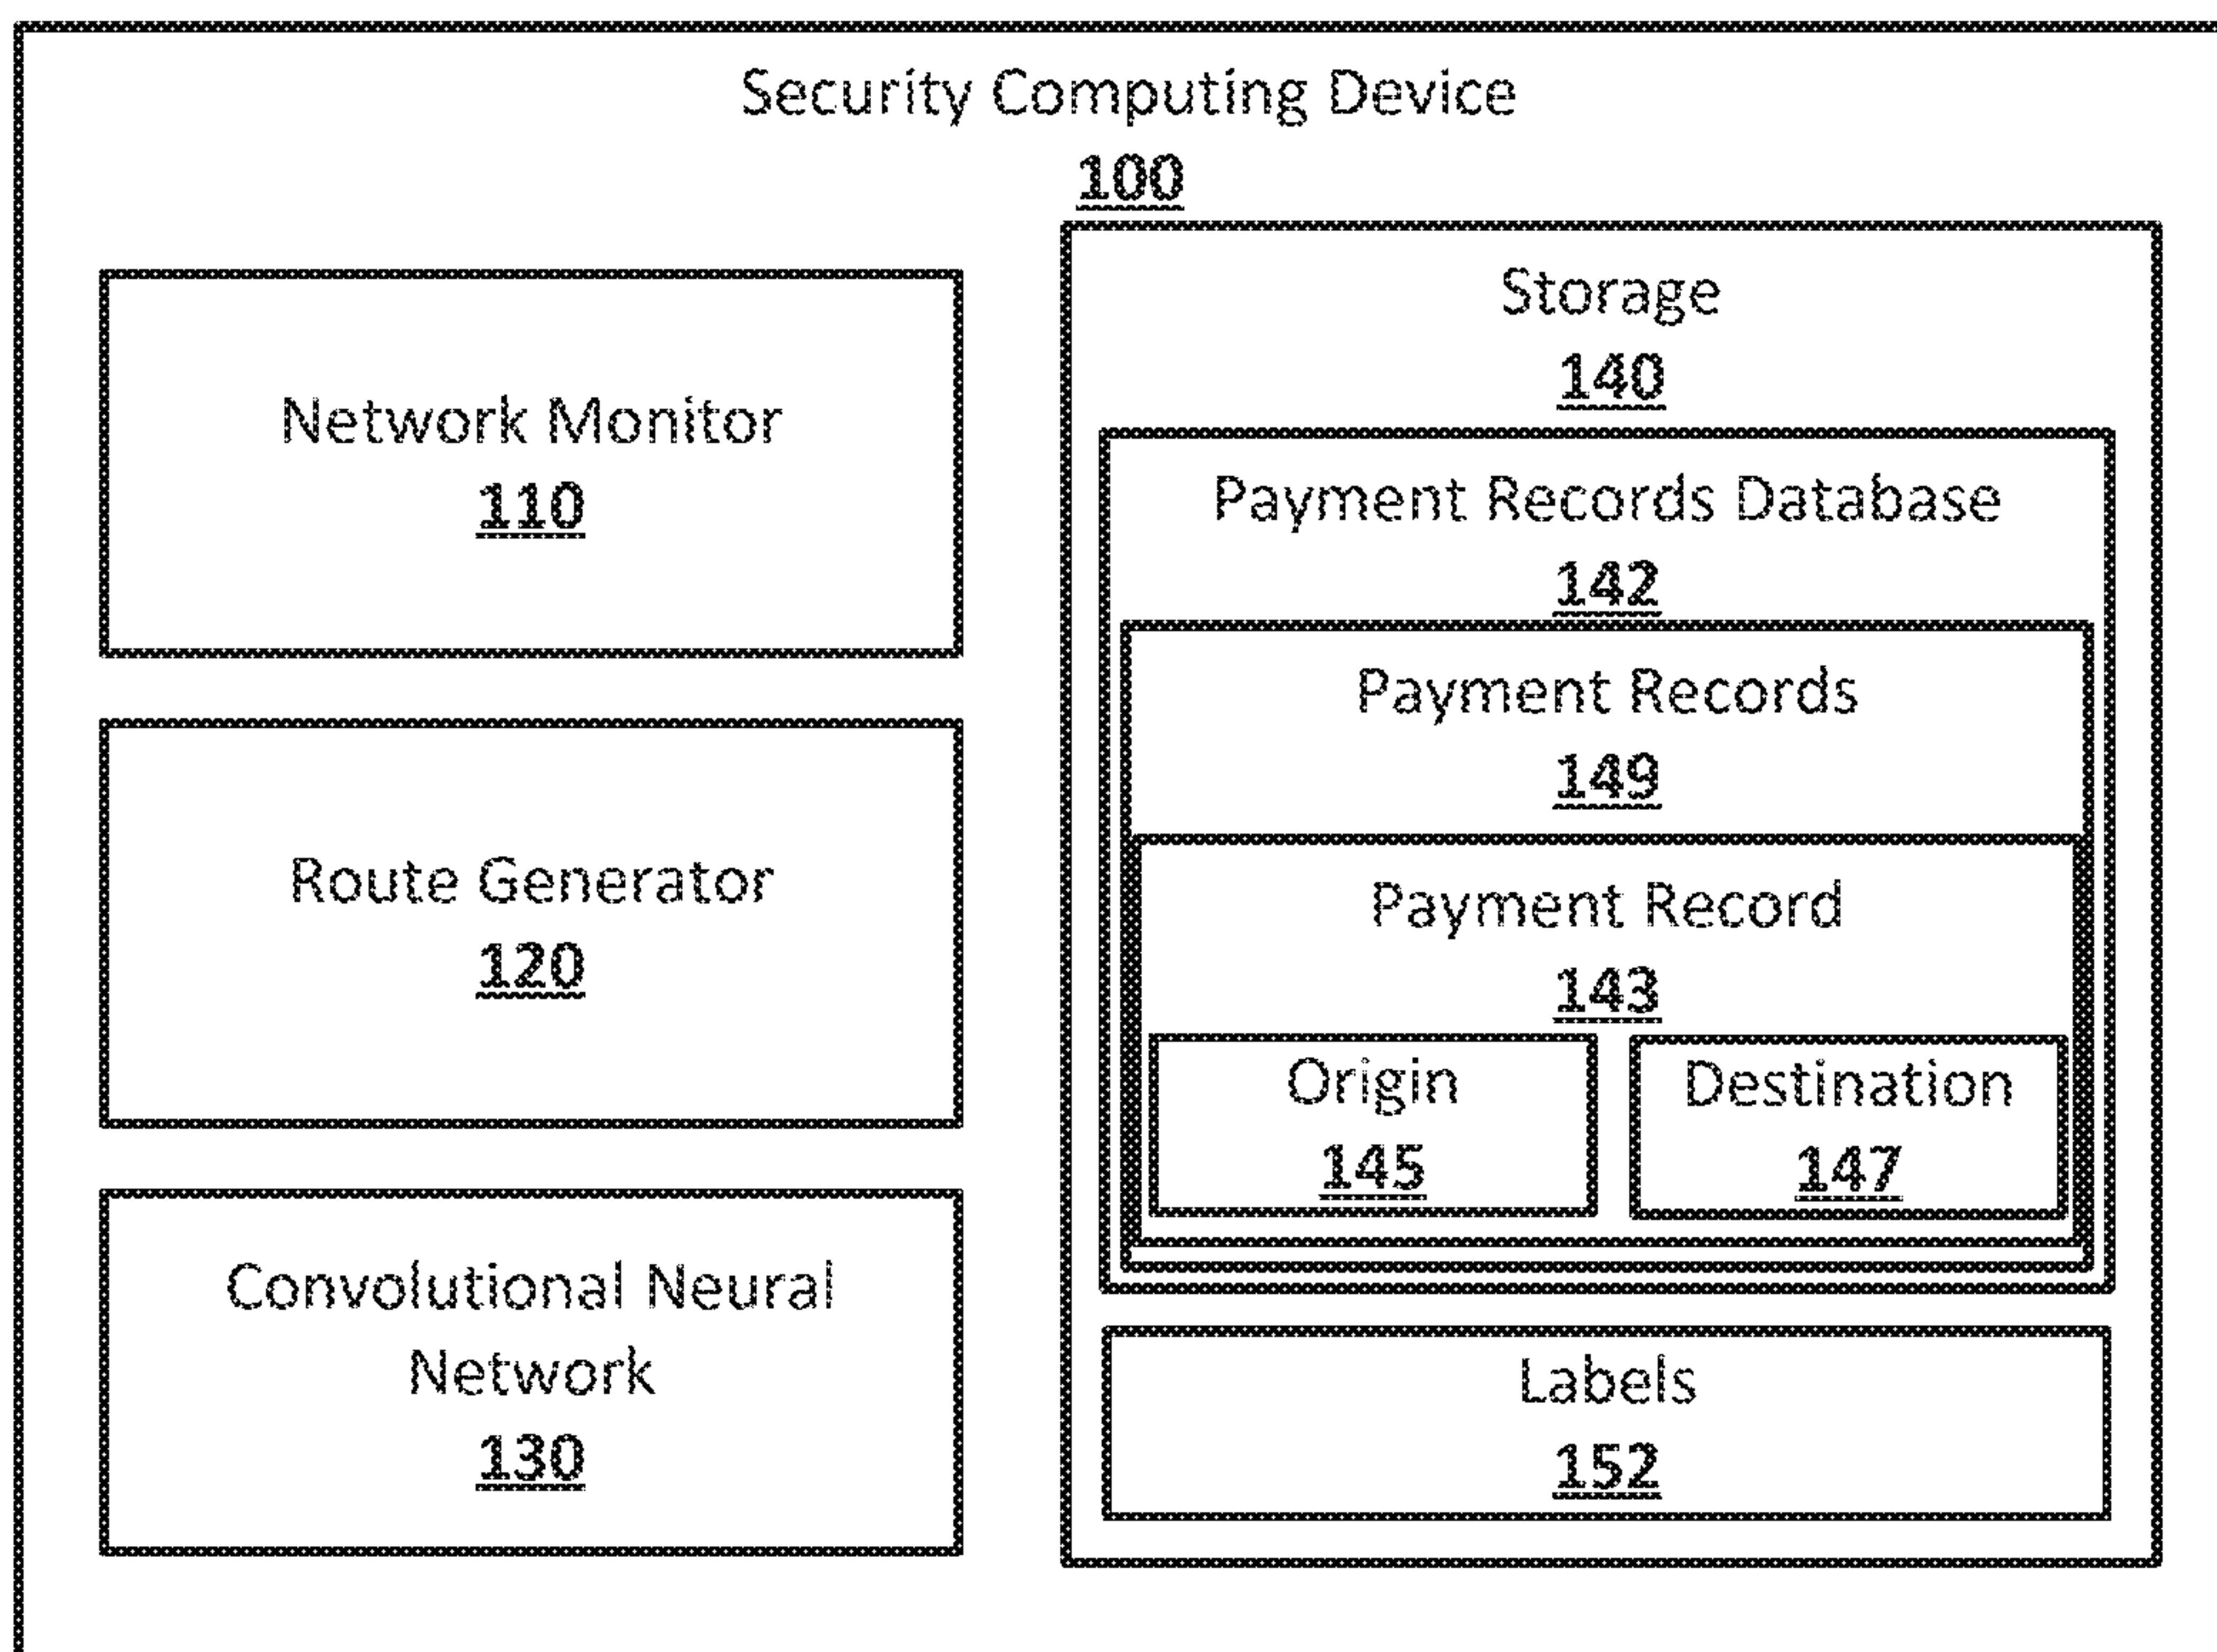 Security Computing Device
100
Network Monitor
110
Route Generator
120
Convolutional Neural
Network
130
Storage
140
Payment Records Database
142
Payment Records
149
Payment Record
143
Origin
145
Destination
147
Labels
152